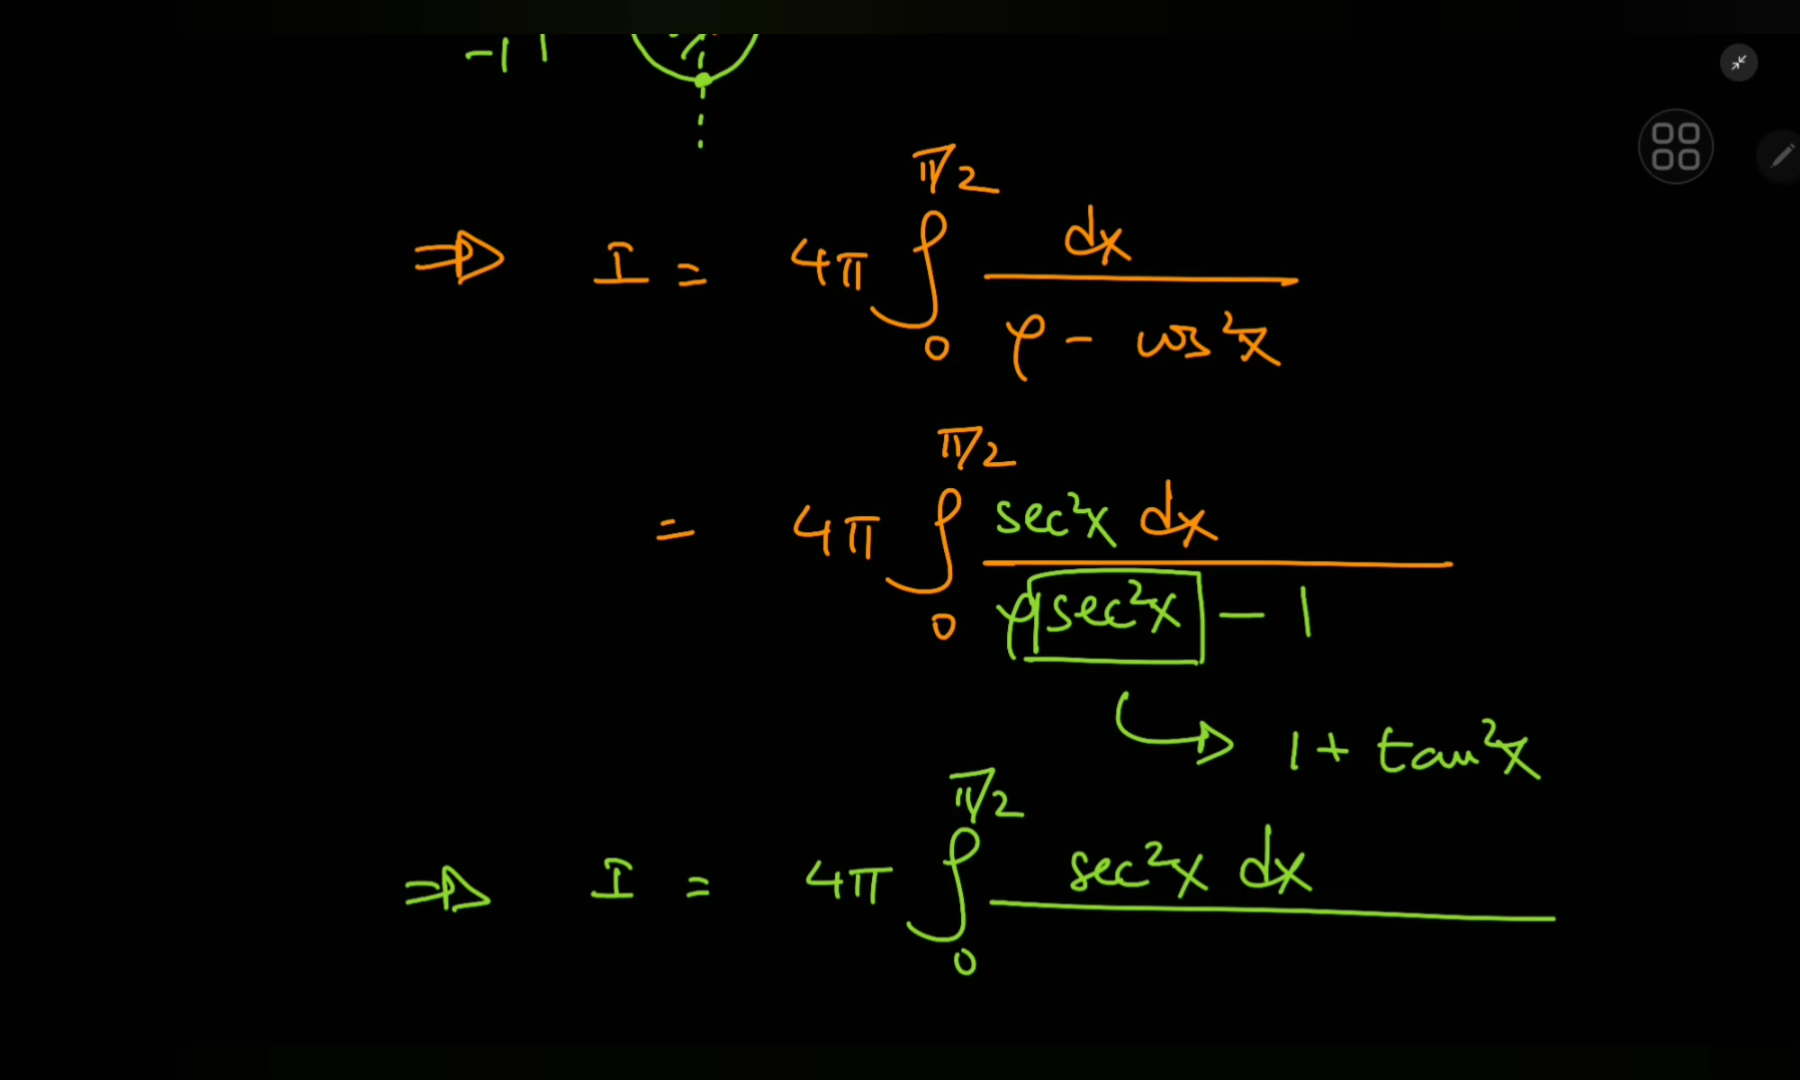 -1
⇒ I = 4π ∫₀^{π/2} dx / (φ - cos²x)
= 4π ∫₀^{π/2} sec²x dx / (φ sec²x - 1)
→ 1 + tan²x
⇒ I = 4π ∫₀^{π/2} sec²x dx